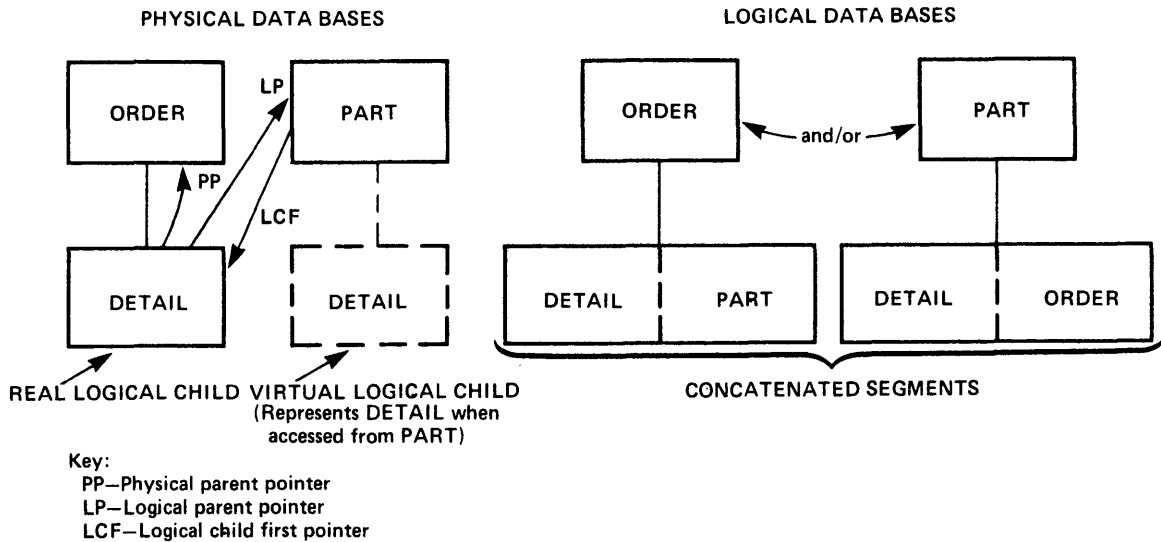 PHYSICAL DATA BASES
LOGICAL DATA BASES
ORDER
LP
PART
PP
LCF
DETAIL
DETAIL
REAL LOGICAL CHILD
VIRTUAL LOGICAL CHILD
(Represents DETAIL when
accessed from PART)
ORDER
and/or
PART
DETAIL
PART
DETAIL
ORDER
CONCATENATED SEGMENTS
Key:
PP—Physical parent pointer
LP—Logical parent pointer
LCF—Logical child first pointer